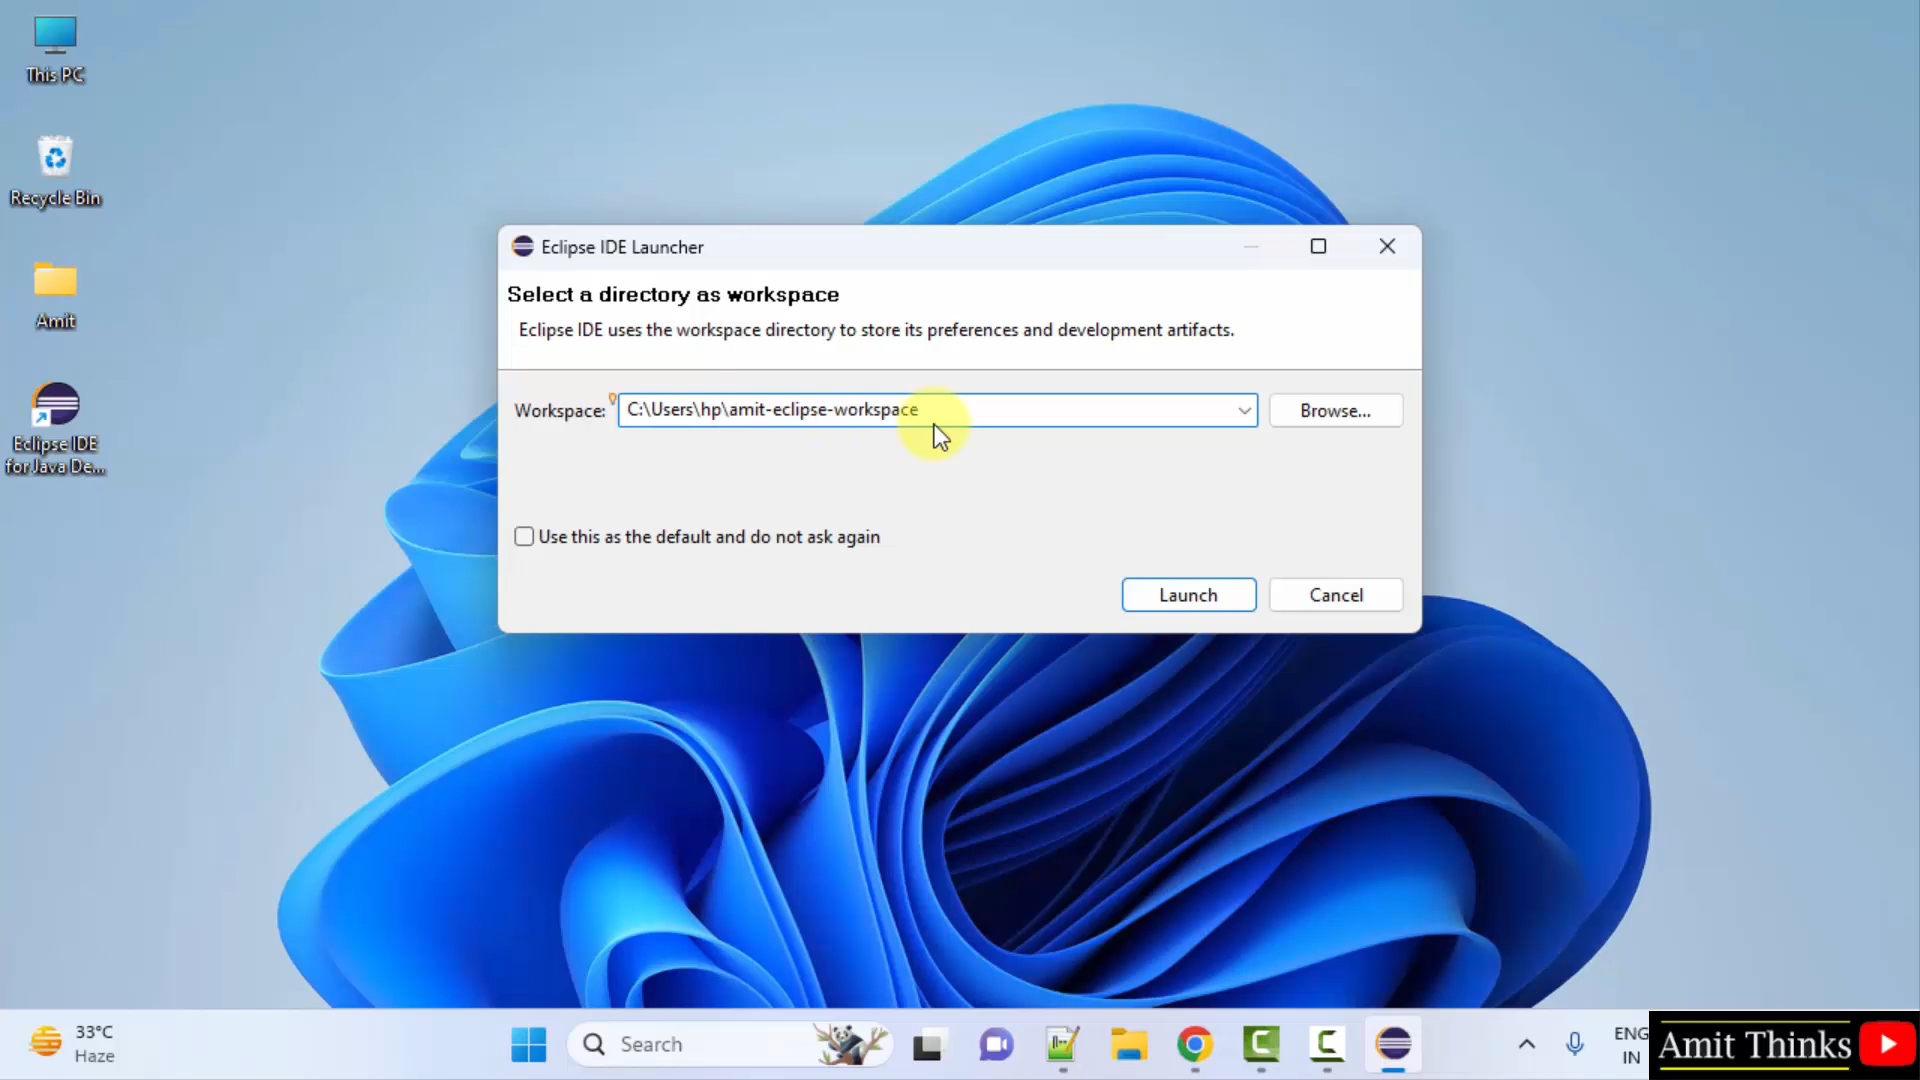 This PC
Recycle Bin
Amit
Eclipse IDE
for Java De...
Eclipse IDE Launcher
Select a directory as workspace
Eclipse IDE uses the workspace directory to store its preferences and development artifacts.
Workspace: C:\Users\hp\amit-eclipse-workspace Browse...
Use this as the default and do not ask again
Launch Cancel
33°C
Haze
Search
ENG
IN
Amit Thinks